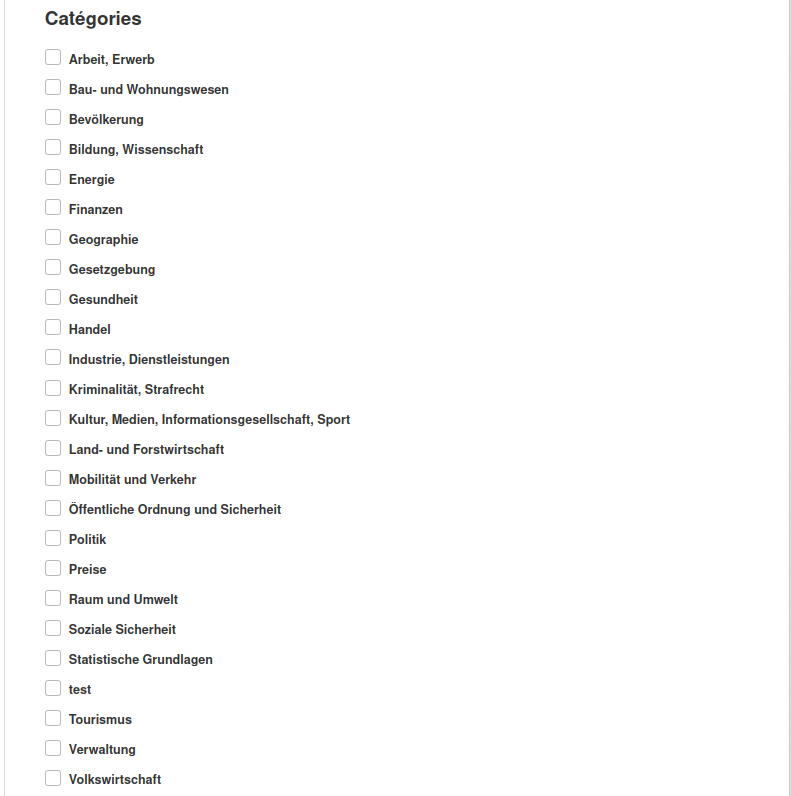 Catégories
Arbeit, Erwerb
Bau- und Wohnungswesen
Bevölkerung
Bildung, Wissenschaft
Energie
Finanzen
Geographie
Gesetzgebung
Gesundheit
Handel
Industrie, Dienstleistungen
Kriminalität, Strafrecht
Kultur, Medien, Informationsgesellschaft, Sport
Land- und Forstwirtschaft
Mobilität und Verkehr
Öffentliche Ordnung und Sicherheit
Politik
Preise
Raum und Umwelt
Soziale Sicherheit
Statistische Grundlagen
test
Tourismus
Verwaltung
Volkswirtschaft